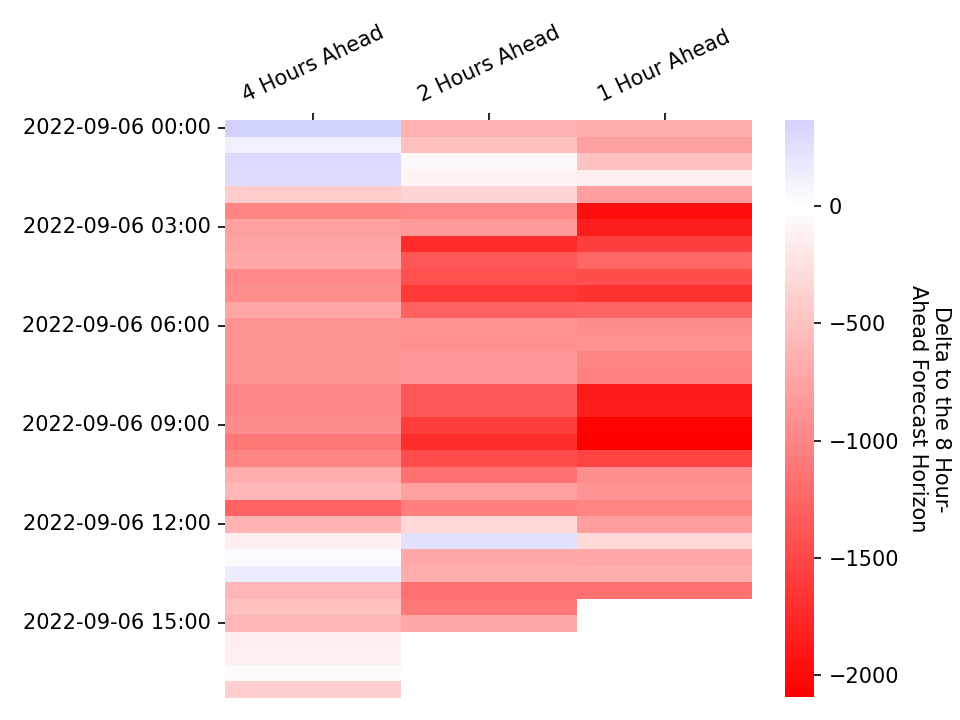 4 Hours Ahead
2 Hours Ahead
1 Hour Ahead
2022-09-06 00:00
2022-09-06 03:00
2022-09-06 06:00
2022-09-06 09:00
2022-09-06 12:00
2022-09-06 15:00
0
−500
−1000
−1500
−2000
Delta to the 8 Hour-
Ahead Forecast Horizon